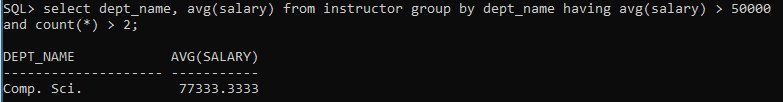 SQL> select dept_name, avg(salary) from instructor group by dept_name having avg(salary) > 50000
and count(*) > 2;
DEPT_NAME AVG(SALARY)
-------------------- -----------
Comp. Sci. 77333.3333